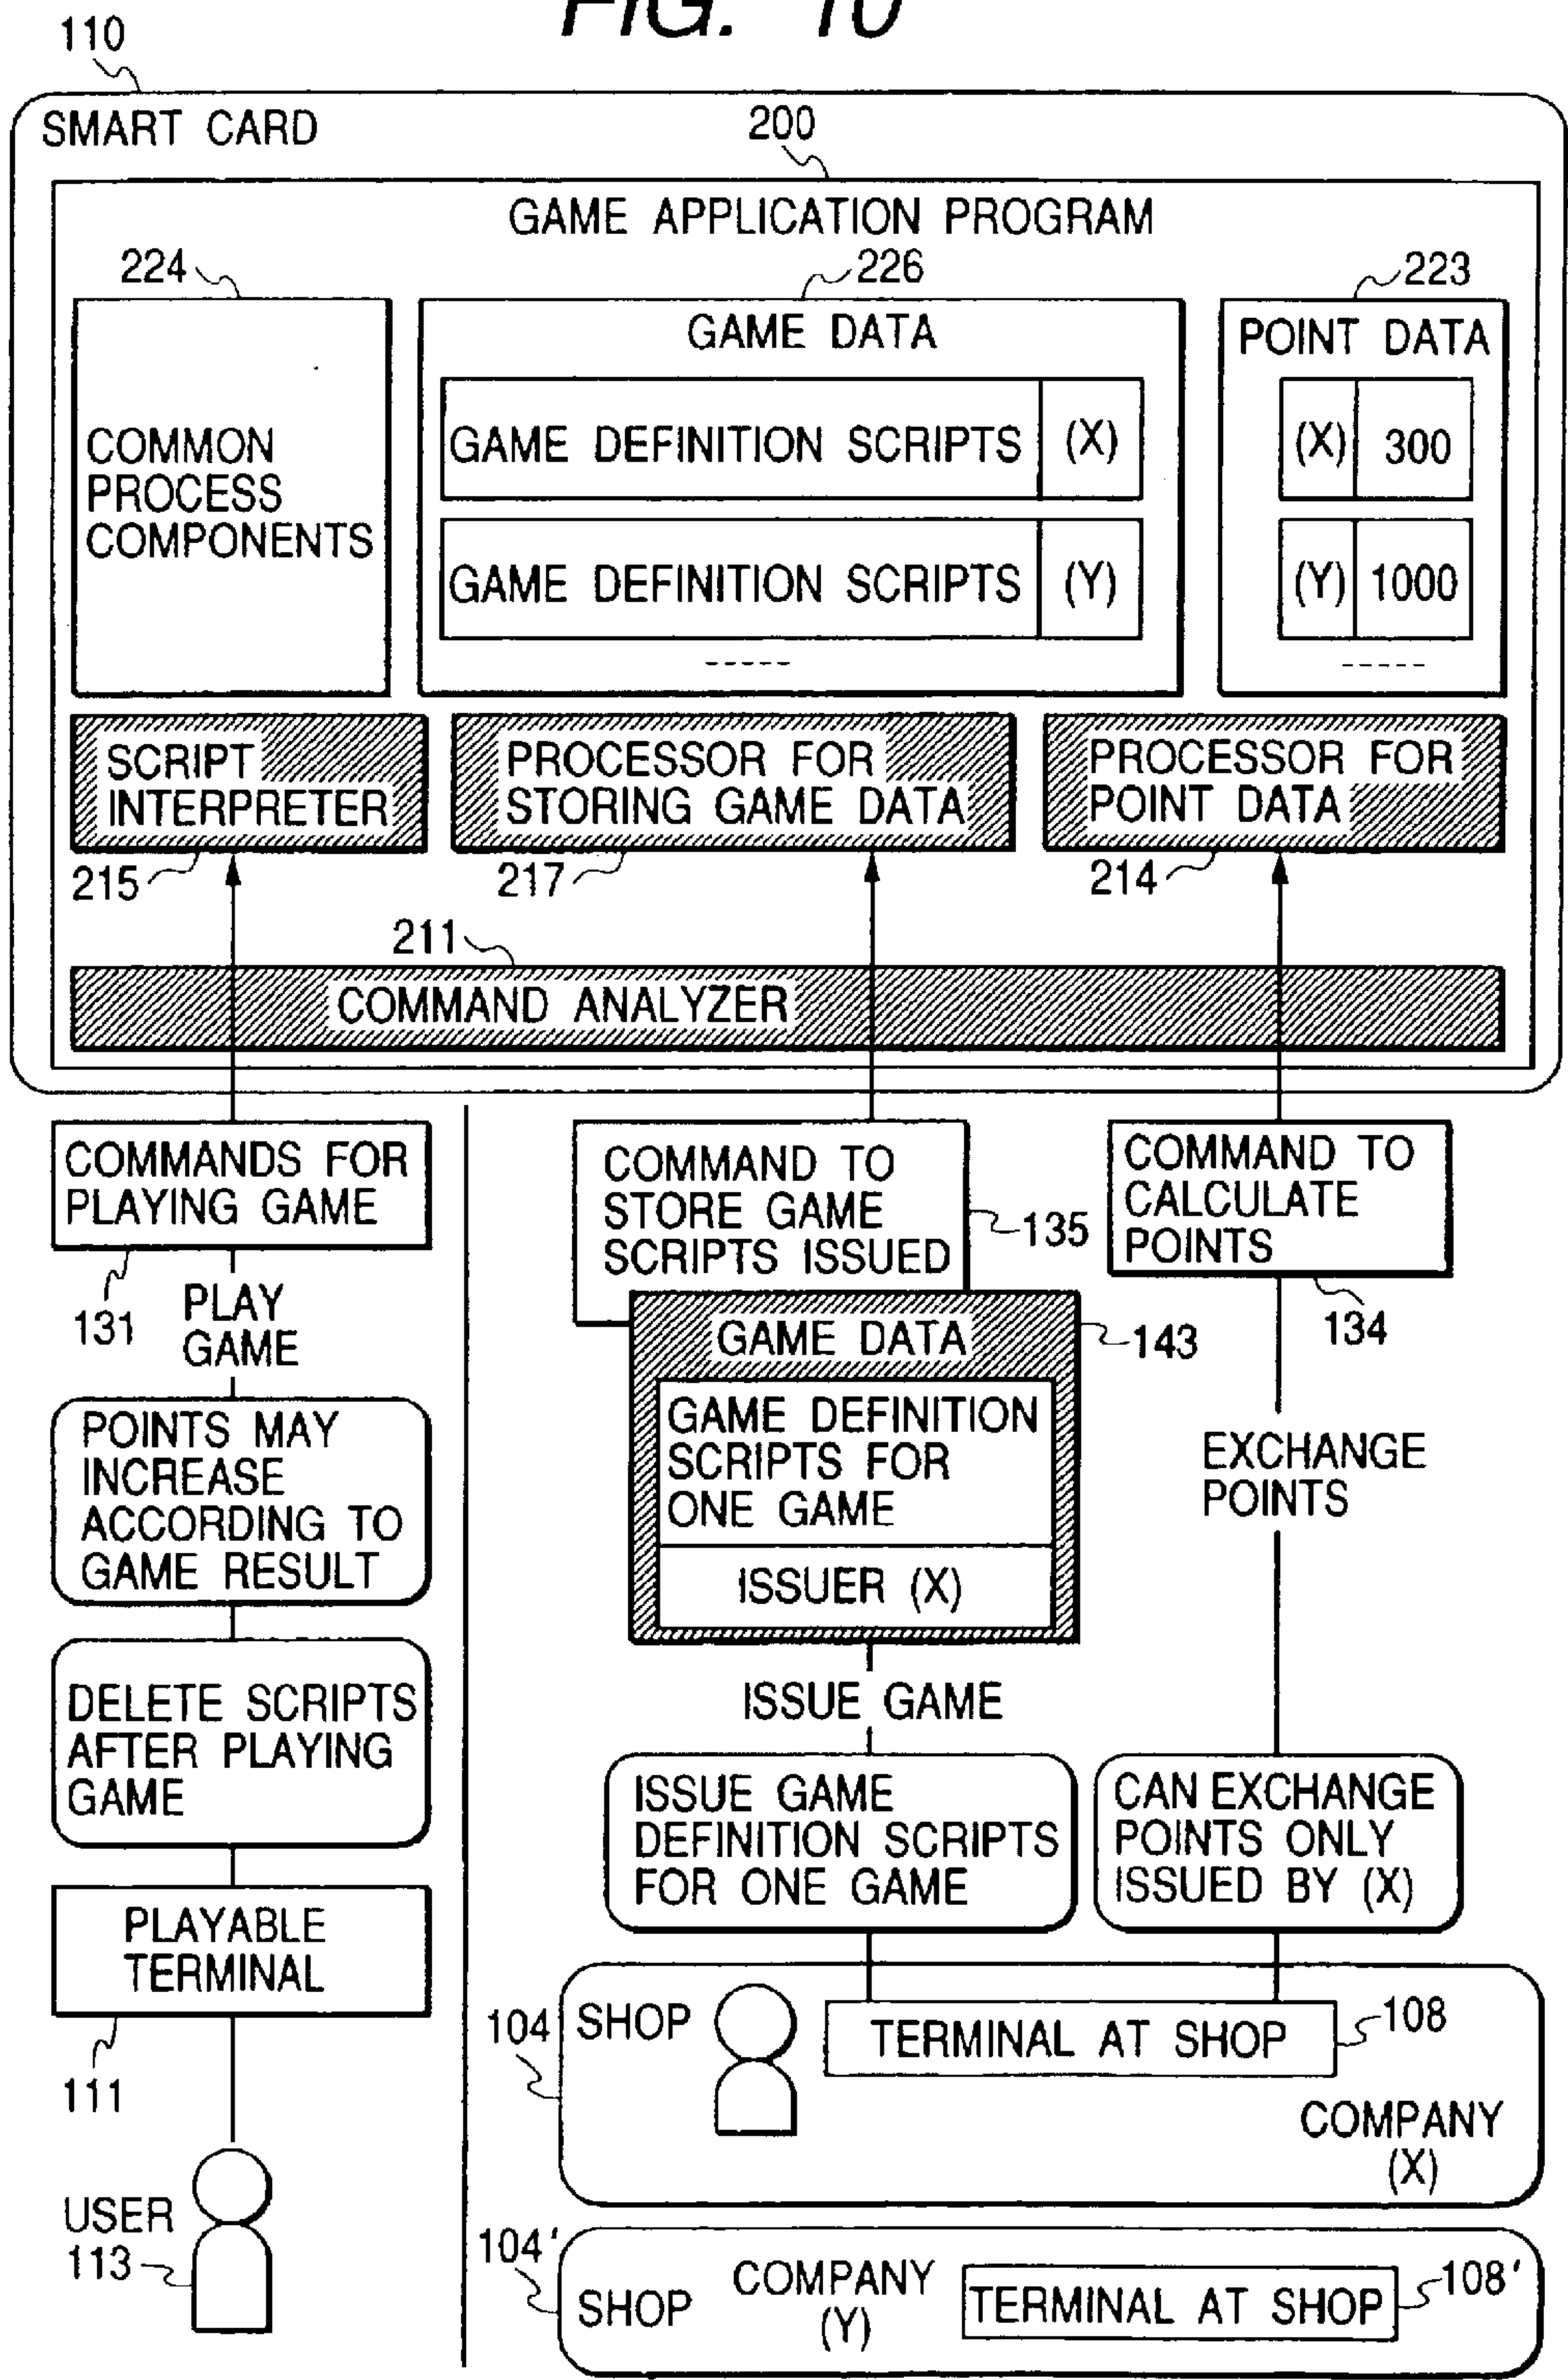 FIG. 10
110
SMART CARD
200
GAME APPLICATION PROGRAM
224
226
223
COMMON
PROCESS
COMPONENTS
GAME DATA
GAME DEFINITION SCRIPTS (X)
GAME DEFINITION SCRIPTS (Y)
-----
POINT DATA
(X) 300
(Y) 1000
-----
SCRIPT
INTERPRETER
PROCESSOR FOR
STORING GAME DATA
PROCESSOR FOR
POINT DATA
215
217
214
211
COMMAND ANALYZER
COMMANDS FOR
PLAYING GAME
131
PLAY
GAME
POINTS MAY
INCREASE
ACCORDING TO
GAME RESULT
DELETE SCRIPTS
AFTER PLAYING
GAME
PLAYABLE
TERMINAL
111
USER
113
COMMAND TO
STORE GAME
SCRIPTS ISSUED
135
GAME DATA
143
GAME DEFINITION
SCRIPTS FOR
ONE GAME
ISSUER (X)
ISSUE GAME
ISSUE GAME
DEFINITION SCRIPTS
FOR ONE GAME
COMMAND TO
CALCULATE
POINTS
134
EXCHANGE
POINTS
CAN EXCHANGE
POINTS ONLY
ISSUED BY (X)
104
SHOP
TERMINAL AT SHOP
108
COMPANY
(X)
104'
SHOP
COMPANY
(Y)
TERMINAL AT SHOP
108'